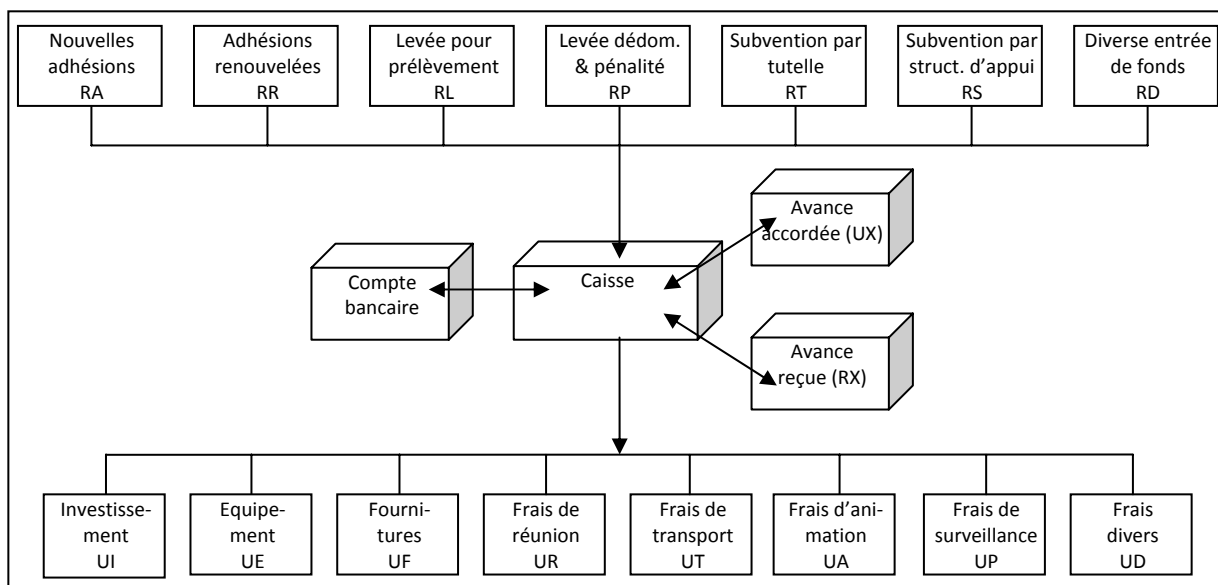 Nouvelles
adhésions
RA
Adhésions
renouvelées
RR
Levée pour
prélèvement
RL
Levée dédom.
& pénalité
RP
Subvention par
tutelle
RT
Subvention par
struct. d'appui
RS
Diverse entrée
de fonds
RD
Avance
accordée (UX)
Compte
bancaire
Caisse
Avance
reçue (RX)
Investisse-
ment
UI
Equipe-
ment
UE
Fourni-
tures
UF
Frais de
réunion
UR
Frais de
transport
UT
Frais d'ani-
mation
UA
Frais de
surveillance
UP
Frais
divers
UD